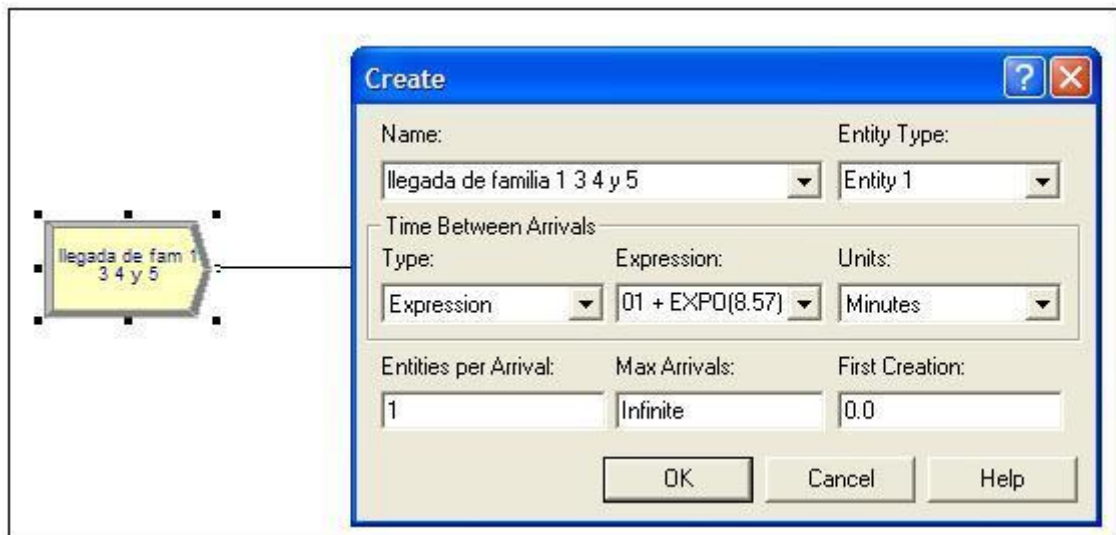 Create
Name:
Entity Type:
llegada de familia 1 3 4 y 5
Entity 1
Time Between Arrivals
Type:
Expression:
Units:
Expression
01 + EXPO(8.57)
Minutes
Entities per Arrival:
Max Arrivals:
First Creation:
1
Infinite
0.0
OK
Cancel
Help
llegada de fam 1
3 4 y 5